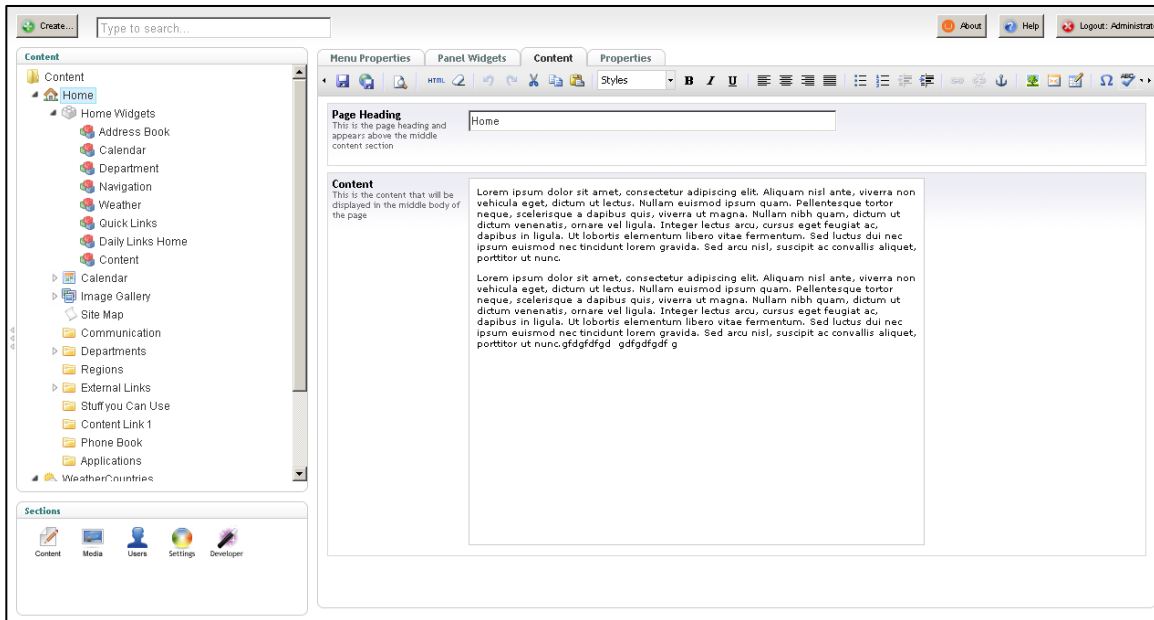 Create...
Type to search...
About
Help
Logout: Administrat
Content
Content
Home
Home Widgets
Address Book
Calendar
Department
Navigation
Weather
Quick Links
Daily Links Home
Content
Calendar
Image Gallery
Site Map
Communication
Departments
Regions
External Links
Stuff you Can Use
Content Link 1
Phone Book
Applications
WeatherCountries
Sections
Content Media Users Settings Developer
Menu Properties Panel Widgets Content Properties
HTML Styles B I U Ω ABC
Page Heading
This is the page heading and
appears above the middle
content section
Home
Content
This is the content that will be
displayed in the middle body of
the page
Lorem ipsum dolor sit amet, consectetur adipiscing elit. Aliquam nisl ante, viverra non
vehicula eget, dictum ut lectus. Nullam euismod ipsum quam. Pellentesque tortor
neque, scelerisque a dapibus quis, viverra ut magna. Nullam nibh quam, dictum ut
dictum venenatis, ornare vel ligula. Integer lectus arcu, cursus eget feugiat ac,
dapibus in ligula. Ut lobortis elementum libero vitae fermentum. Sed luctus dui nec
ipsum euismod nec tincidunt lorem gravida. Sed arcu nisl, suscipit ac convallis aliquet,
porttitor ut nunc.
Lorem ipsum dolor sit amet, consectetur adipiscing elit. Aliquam nisl ante, viverra non
vehicula eget, dictum ut lectus. Nullam euismod ipsum quam. Pellentesque tortor
neque, scelerisque a dapibus quis, viverra ut magna. Nullam nibh quam, dictum ut
dictum venenatis, ornare vel ligula. Integer lectus arcu, cursus eget feugiat ac,
dapibus in ligula. Ut lobortis elementum libero vitae fermentum. Sed luctus dui nec
ipsum euismod nec tincidunt lorem gravida. Sed arcu nisl, suscipit ac convallis aliquet,
porttitor ut nunc.gfdgfdfgd gdfgdfgdf g